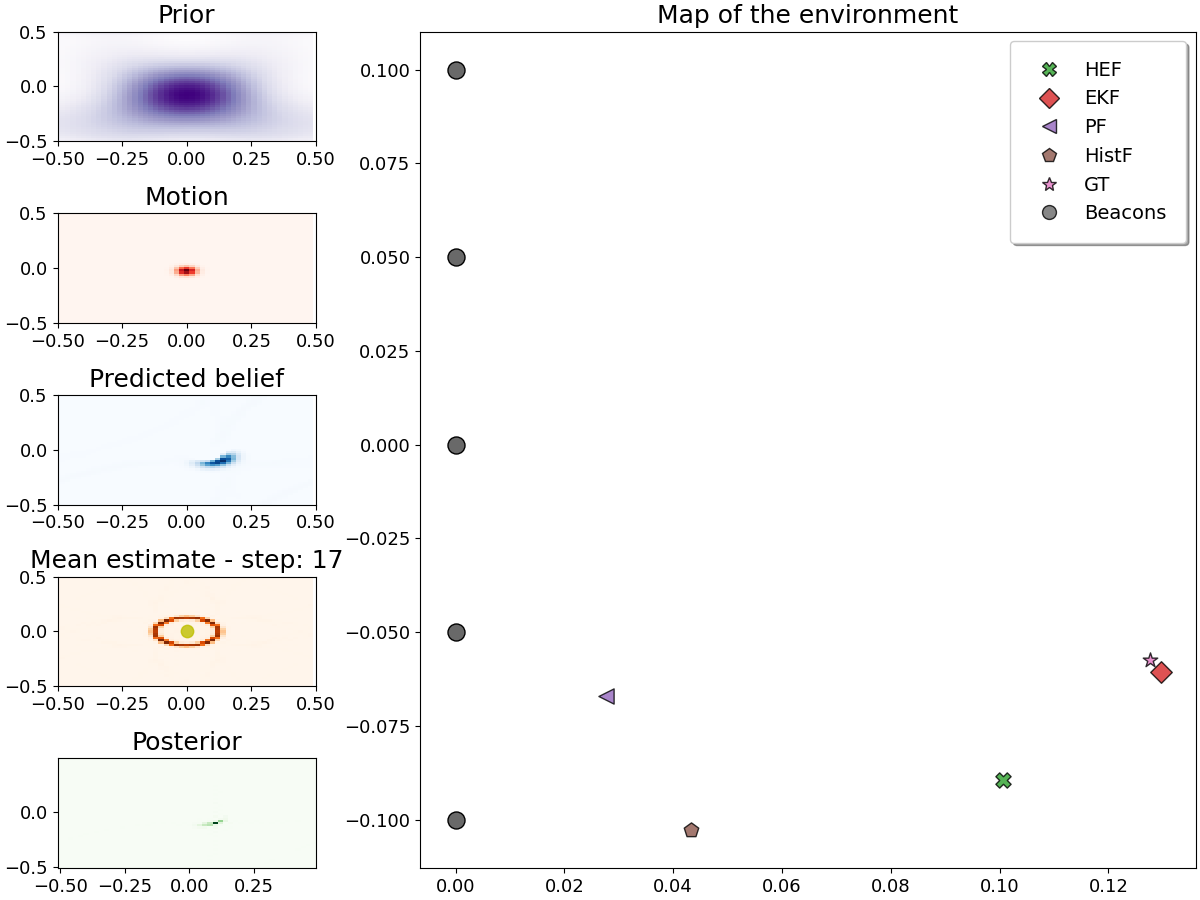 Prior
0.5
0.0
−0.5
−0.50 −0.25 0.00 0.25 0.50
Motion
0.5
0.0
−0.5
−0.50 −0.25 0.00 0.25 0.50
Predicted belief
0.5
0.0
−0.5
−0.50 −0.25 0.00 0.25 0.50
Mean estimate - step: 17
0.5
0.0
−0.5
−0.50 −0.25 0.00 0.25 0.50
Posterior
0.0
−0.5
−0.50 −0.25 0.00 0.25
Map of the environment
0.100
0.075
0.050
0.025
0.000
−0.025
−0.050
−0.075
−0.100
0.00 0.02 0.04 0.06 0.08 0.10 0.12
HEF
EKF
PF
HistF
GT
Beacons